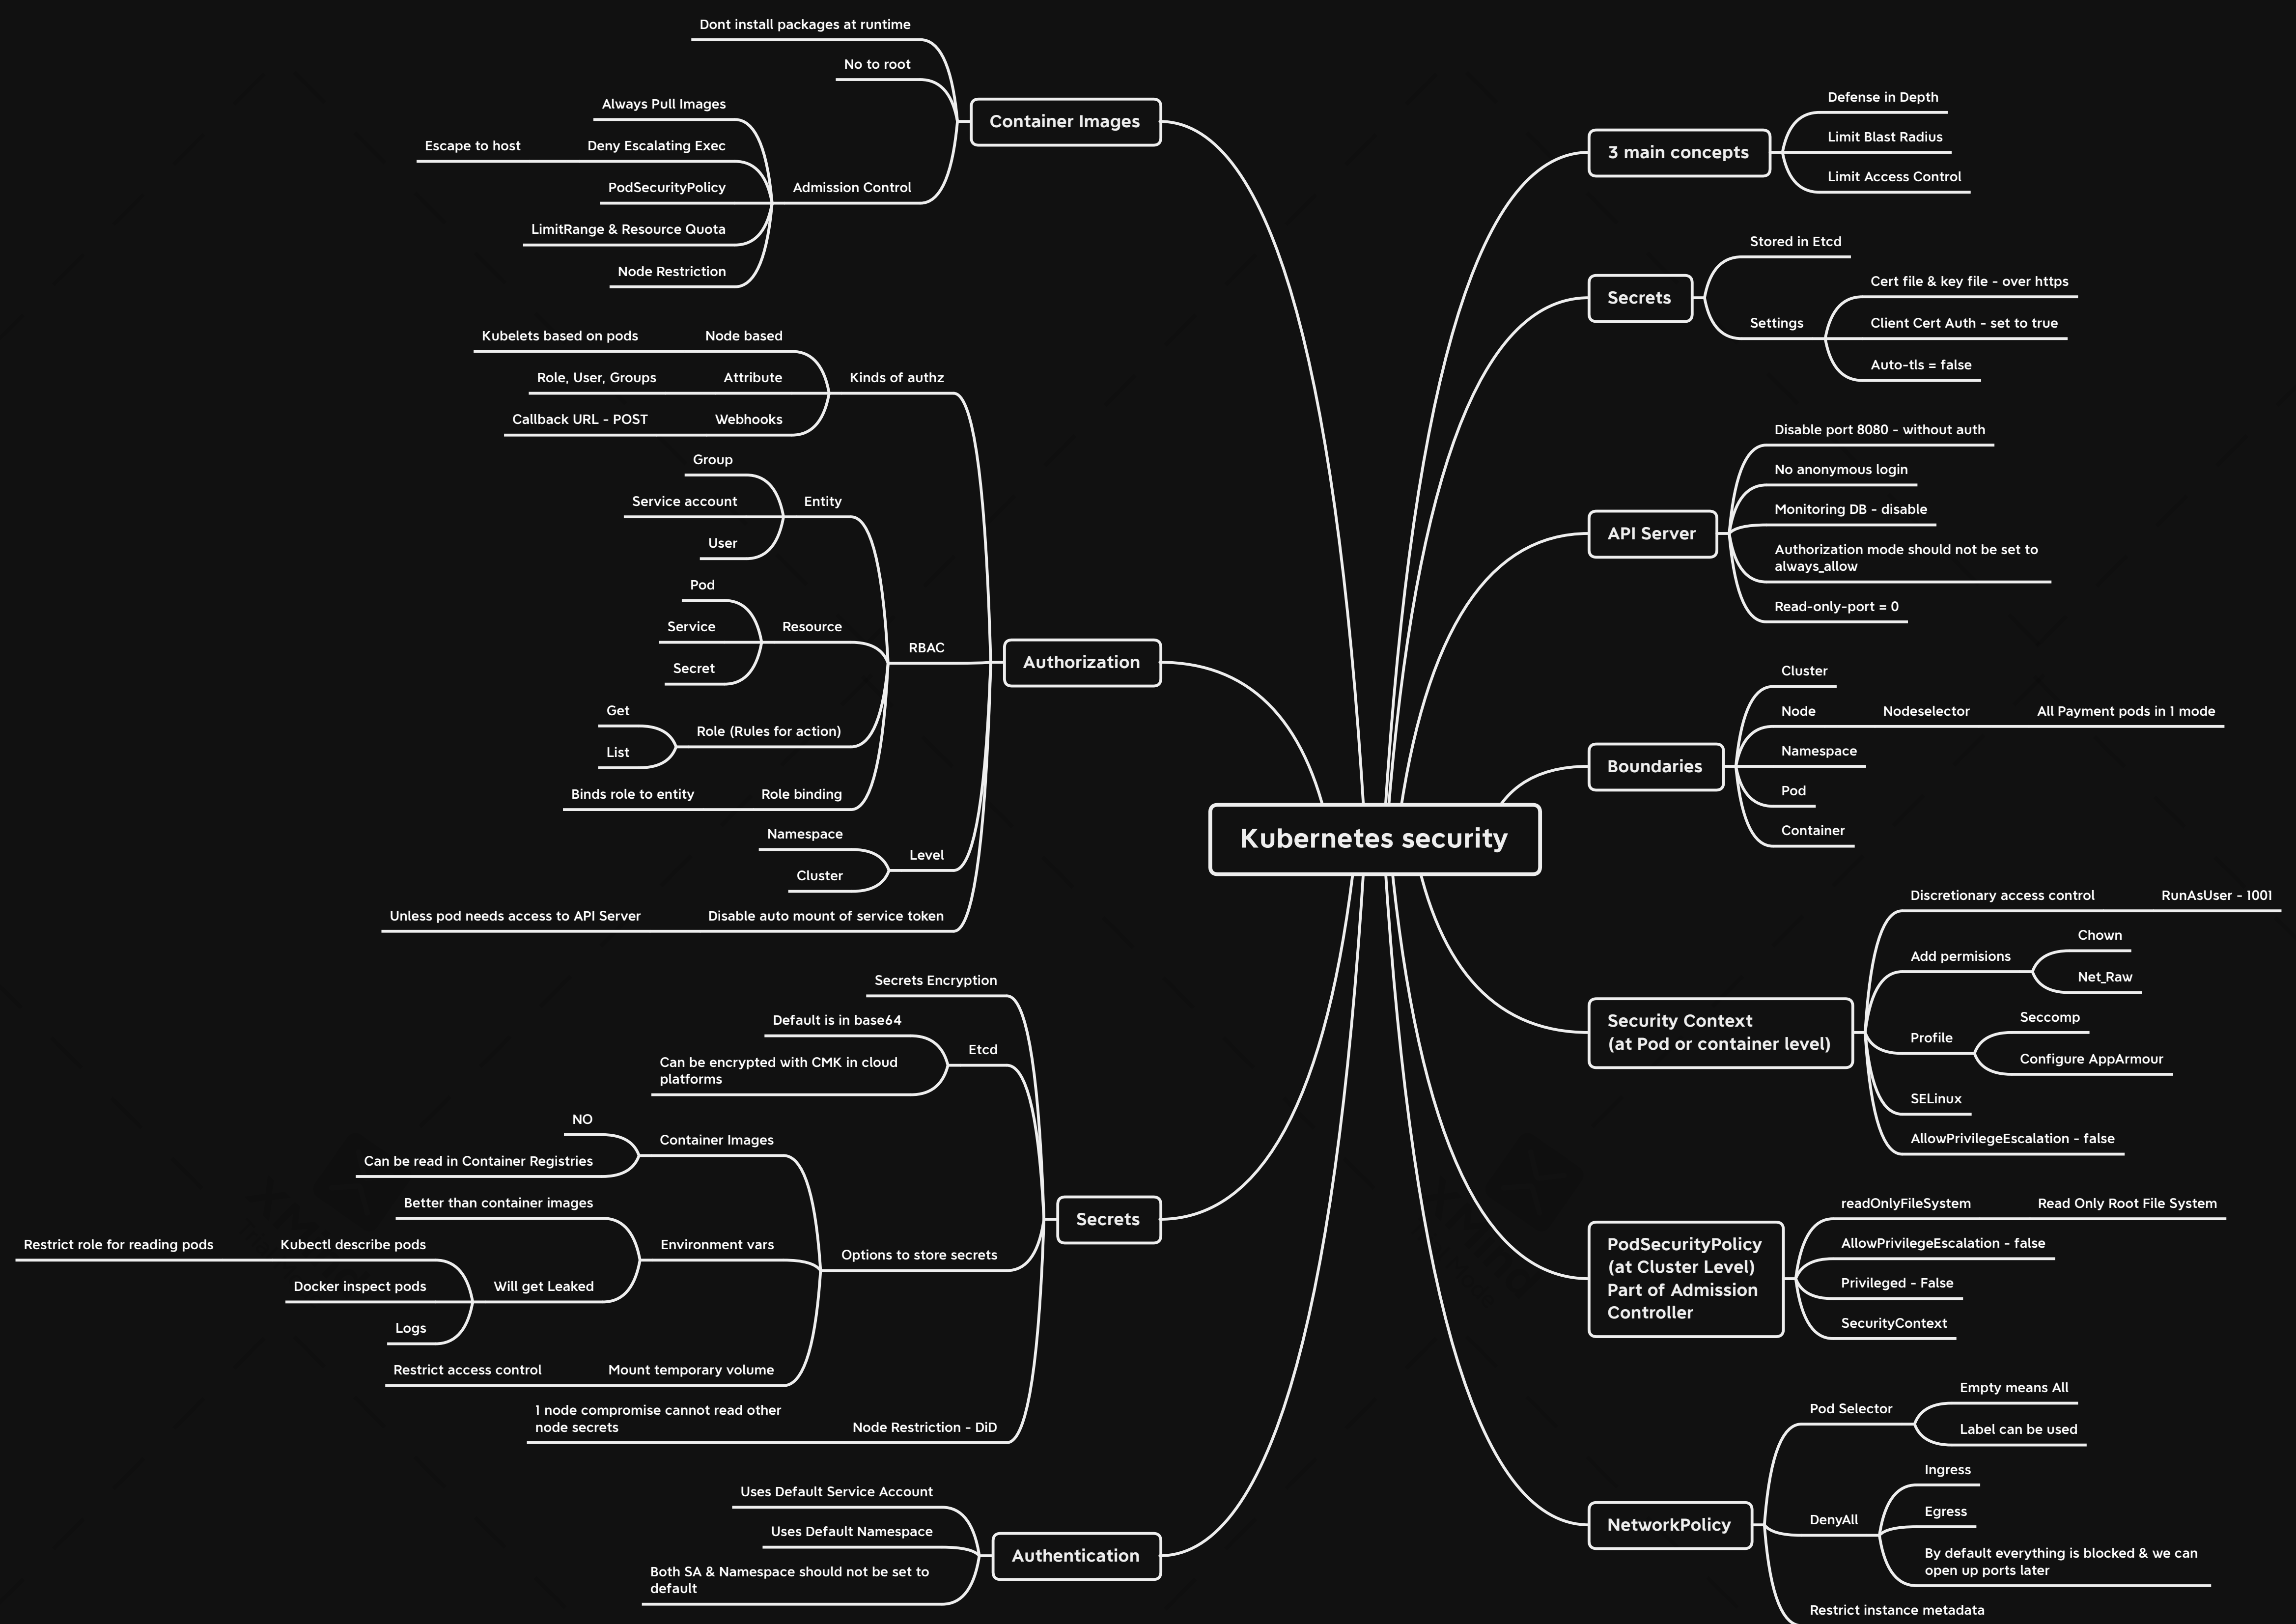 Kubernetes security
3 main concepts
Defense in Depth
Limit Blast Radius
Limit Access Control
Secrets
Stored in Etcd
Settings
Cert file & key file - over https
Client Cert Auth - set to true
Auto-tls = false
API Server
Disable port 8080 - without auth
No anonymous login
Monitoring DB - disable
Authorization mode should not be set to
always_allow
Read-only-port = 0
Boundaries
Cluster
Node
Nodeselector
All Payment pods in 1 mode
Namespace
Pod
Container
Security Context
(at Pod or container level)
Discretionary access control
RunAsUser - 1001
Add permisions
Chown
Net_Raw
Profile
Seccomp
Configure AppArmour
SELinux
AllowPrivilegeEscalation - false
PodSecurityPolicy
(at Cluster Level)
Part of Admission
Controller
readOnlyFileSystem
Read Only Root File System
AllowPrivilegeEscalation - false
Privileged - False
SecurityContext
NetworkPolicy
Pod Selector
Empty means All
Label can be used
DenyAll
Ingress
Egress
By default everything is blocked & we can
open up ports later
Restrict instance metadata
Container Images
Dont install packages at runtime
No to root
Admission Control
Always Pull Images
Deny Escalating Exec
Escape to host
PodSecurityPolicy
LimitRange & Resource Quota
Node Restriction
Authorization
Kinds of authz
Node based
Kubelets based on pods
Attribute
Role, User, Groups
Webhooks
Callback URL - POST
RBAC
Entity
Group
Service account
User
Resource
Pod
Service
Secret
Role (Rules for action)
Get
List
Role binding
Binds role to entity
Level
Namespace
Cluster
Disable auto mount of service token
Unless pod needs access to API Server
Secrets
Secrets Encryption
Etcd
Default is in base64
Can be encrypted with CMK in cloud
platforms
Options to store secrets
Container Images
NO
Can be read in Container Registries
Environment vars
Better than container images
Will get Leaked
Kubectl describe pods
Restrict role for reading pods
Docker inspect pods
Logs
Mount temporary volume
Restrict access control
Node Restriction - DiD
1 node compromise cannot read other
node secrets
Authentication
Uses Default Service Account
Uses Default Namespace
Both SA & Namespace should not be set to
default